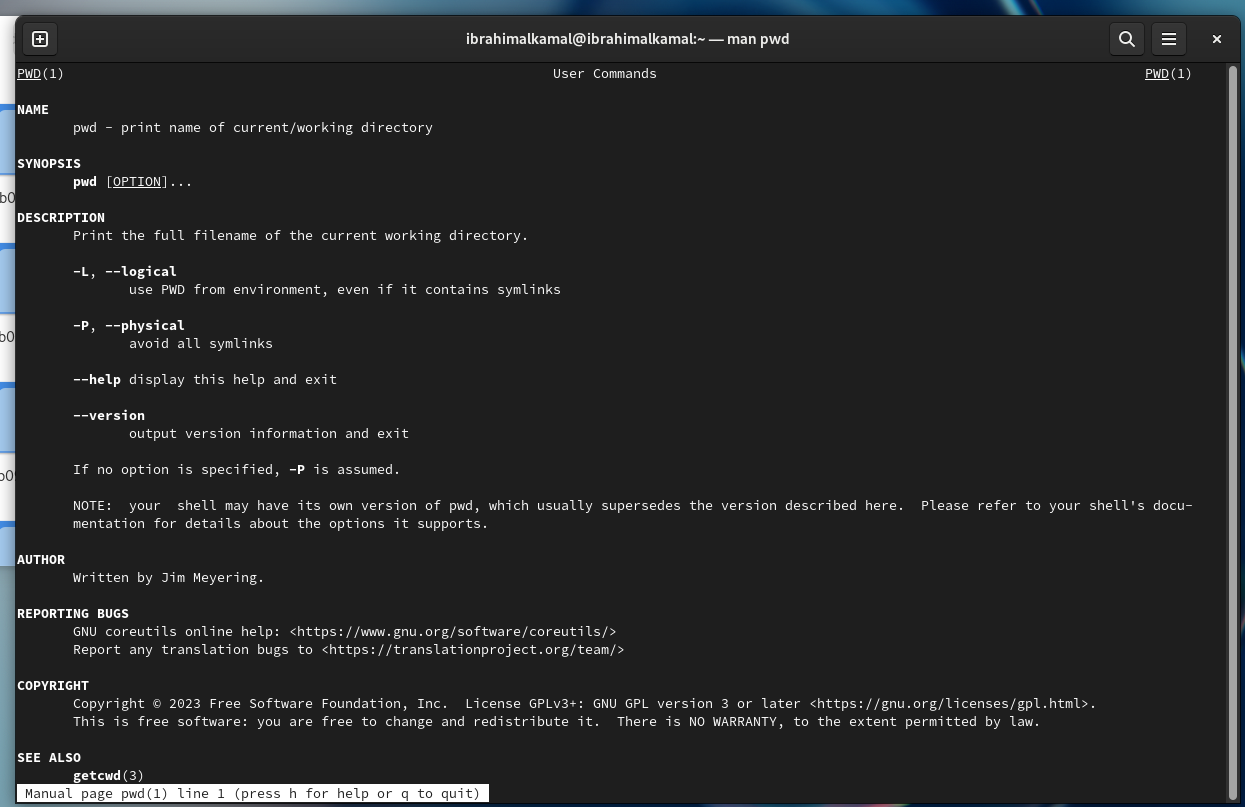 ibrahimalkamal@ibrahimalkamal:~ — man pwd
PWD(1) User Commands PWD(1)
NAME
pwd - print name of current/working directory
SYNOPSIS
pwd [OPTION]...
DESCRIPTION
Print the full filename of the current working directory.
-L, --logical
use PWD from environment, even if it contains symlinks
-P, --physical
avoid all symlinks
--help display this help and exit
--version
output version information and exit
If no option is specified, -P is assumed.
NOTE:  your  shell may have its own version of pwd, which usually supersedes the version described here.  Please refer to your shell's docu-
mentation for details about the options it supports.
AUTHOR
Written by Jim Meyering.
REPORTING BUGS
GNU coreutils online help: <https://www.gnu.org/software/coreutils/>
Report any translation bugs to <https://translationproject.org/team/>
COPYRIGHT
Copyright © 2023 Free Software Foundation, Inc.  License GPLv3+: GNU GPL version 3 or later <https://gnu.org/licenses/gpl.html>.
This is free software: you are free to change and redistribute it.  There is NO WARRANTY, to the extent permitted by law.
SEE ALSO
getcwd(3)
Manual page pwd(1) line 1 (press h for help or q to quit)